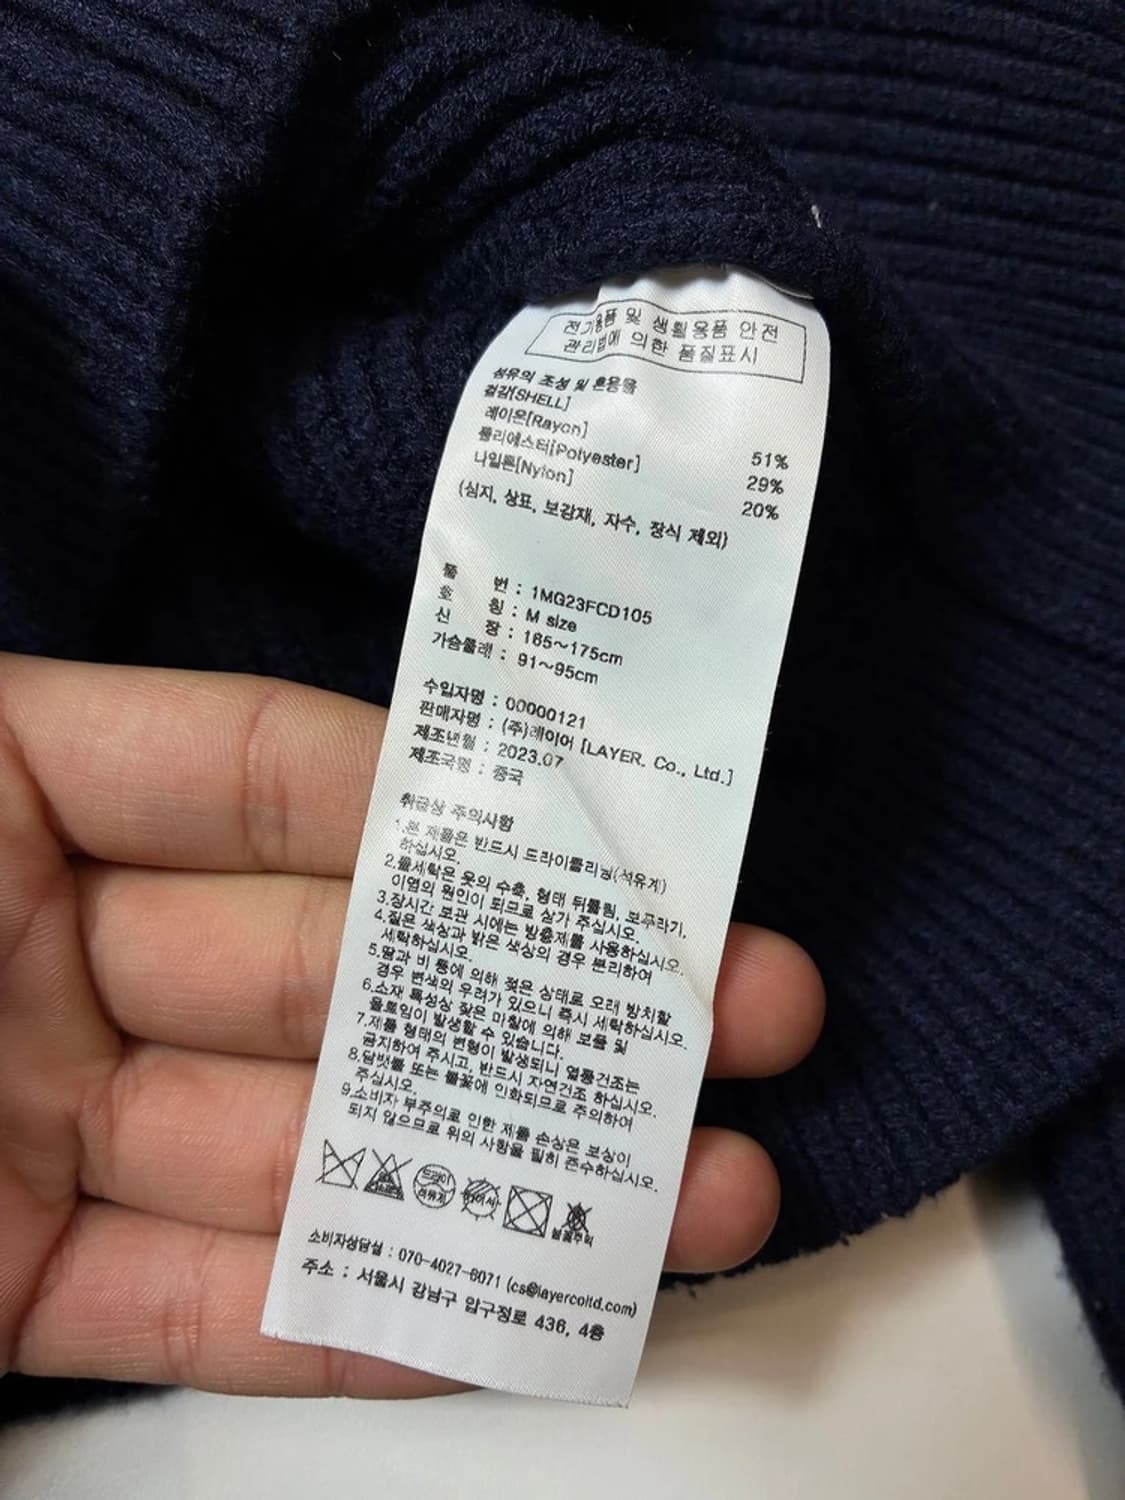 전기용품 및 생활용품 안전
관리법에 의한 품질표시
섬유의 조성 및 혼용율
겉감[SHELL]
레이온[Rayon] 51%
폴리에스터[Polyester] 29%
나일론[Nylon] 20%
(심지, 상표, 보강재, 자수, 장식 제외)
품 번 : 1MG23FCD105
호 칭 : M size
신 장 : 165~175cm
가슴둘레 : 91~95cm
수입자명 : 00000121
판매자명 : (주)레이어 [LAYER. Co., Ltd.]
제조년월 : 2023.07
제조국명 : 중국
취급상 주의사항
1.본 제품은 반드시 드라이클리닝(석유계)
하십시오.
2.물세탁은 옷의 수축, 형태 뒤틀림, 보푸라기,
이염의 원인이 되므로 삼가 주십시오.
3.장시간 보관 시에는 방충제를 사용하십시오.
4.짙은 색상과 밝은 색상의 경우 분리하여
세탁하십시오.
5.땀과 비 등에 의해 젖은 상태로 오래 방치할
경우 변색의 우려가 있으니 즉시 세탁하십시오.
6.소재 특성상 잦은 마찰에 의해 보풀 및
올트임이 발생할 수 있습니다.
7.제품 형태의 변형이 발생되니 열풍건조는
금지하여 주시고, 반드시 자연건조 하십시오.
8.담뱃불 또는 불꽃에 인화되므로 주의하여
주십시오.
9.소비자 부주의로 인한 제품 손상은 보상이
되지 않으므로 위의 사항을 필히 준수하십시오.
드라이
석유계
불꽃주의
소비자상담실 : 070-4027-6071 (cs@layercoltd.com)
주소 : 서울시 강남구 압구정로 436, 4층